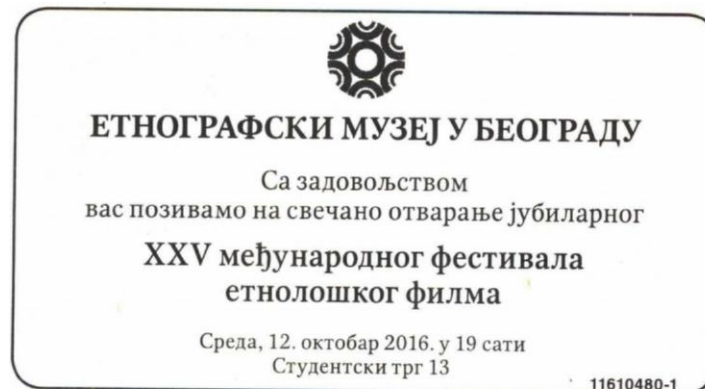 ЕТНОГРАФСКИ МУЗЕЈ У БЕОГРАДУ
Са задовољством
вас позивамо на свечано отварање јубиларног
XXV међународног фестивала
етнолошког филма
Среда, 12. октобар 2016. у 19 сати
Студентски трг 13
11610480-1